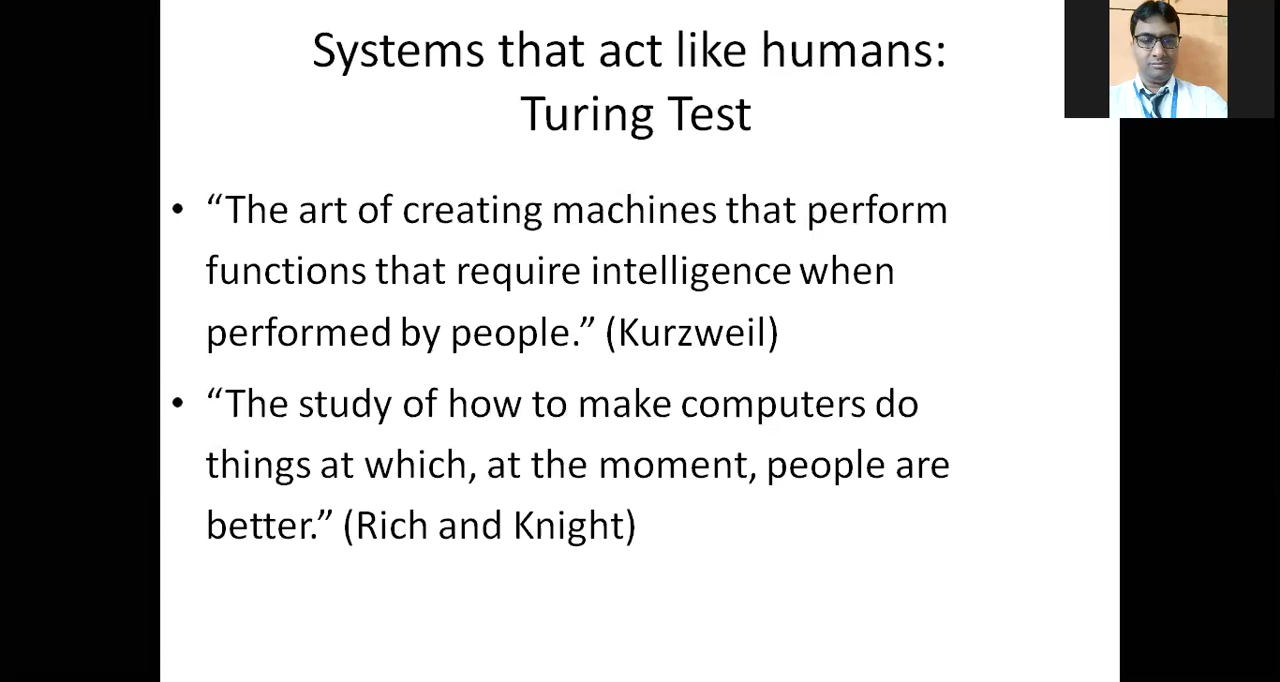 Systems that act like humans:
Turing Test
• “The art of creating machines that perform
functions that require intelligence when
performed by people.” (Kurzweil)
• “The study of how to make computers do
things at which, at the moment, people are
better.” (Rich and Knight)